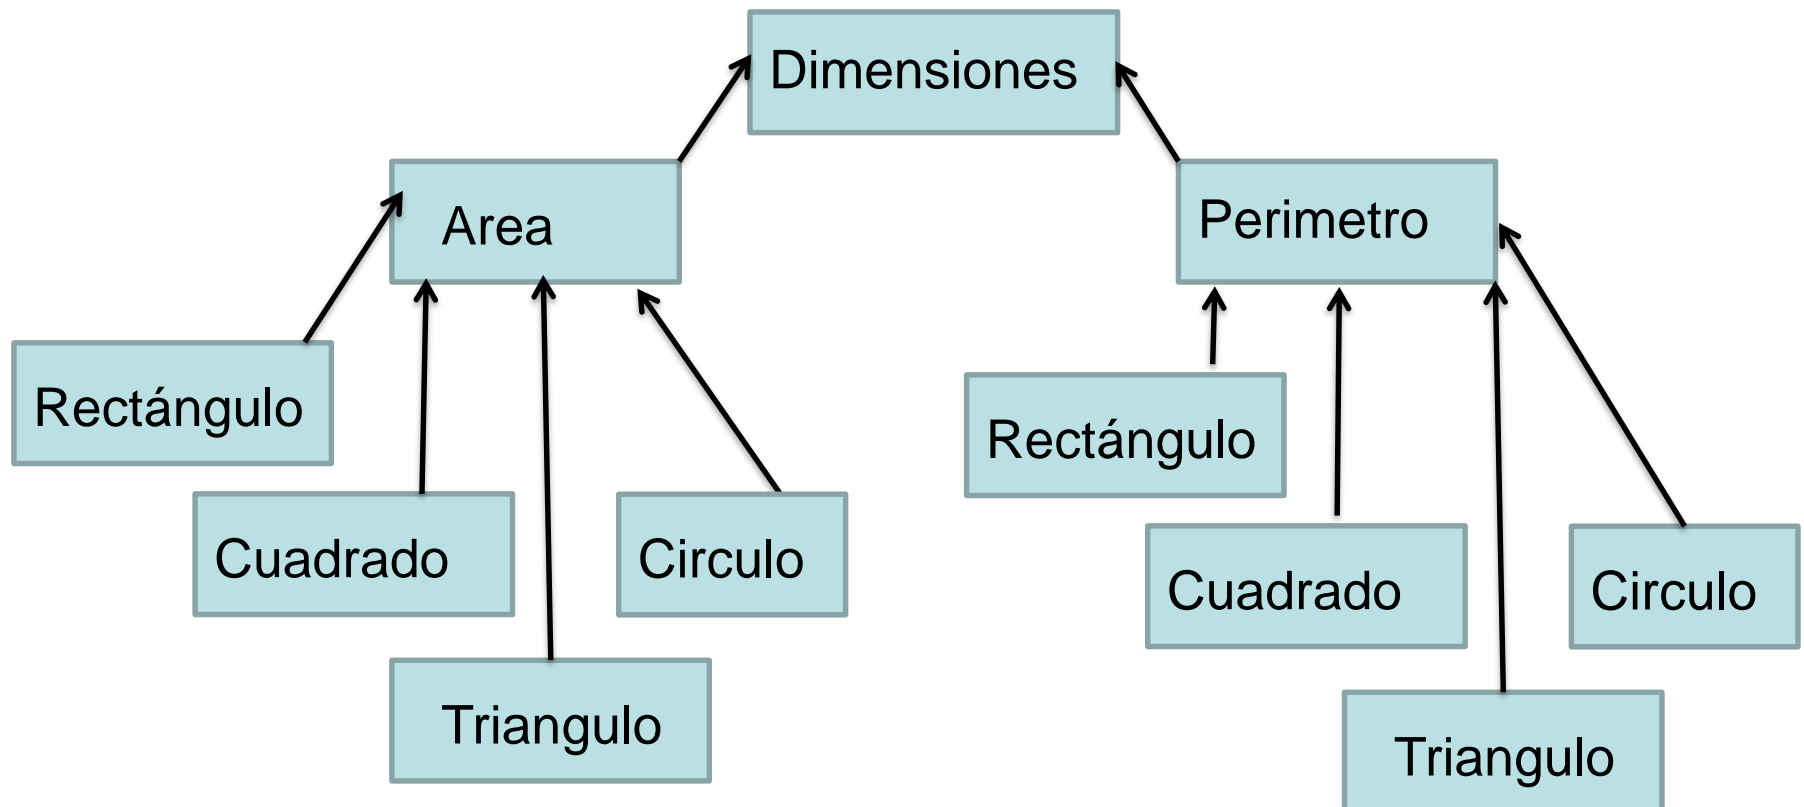 Dimensiones
Area
Perimetro
Rectángulo
Rectángulo
Cuadrado
Circulo
Cuadrado
Circulo
Triangulo
Triangulo